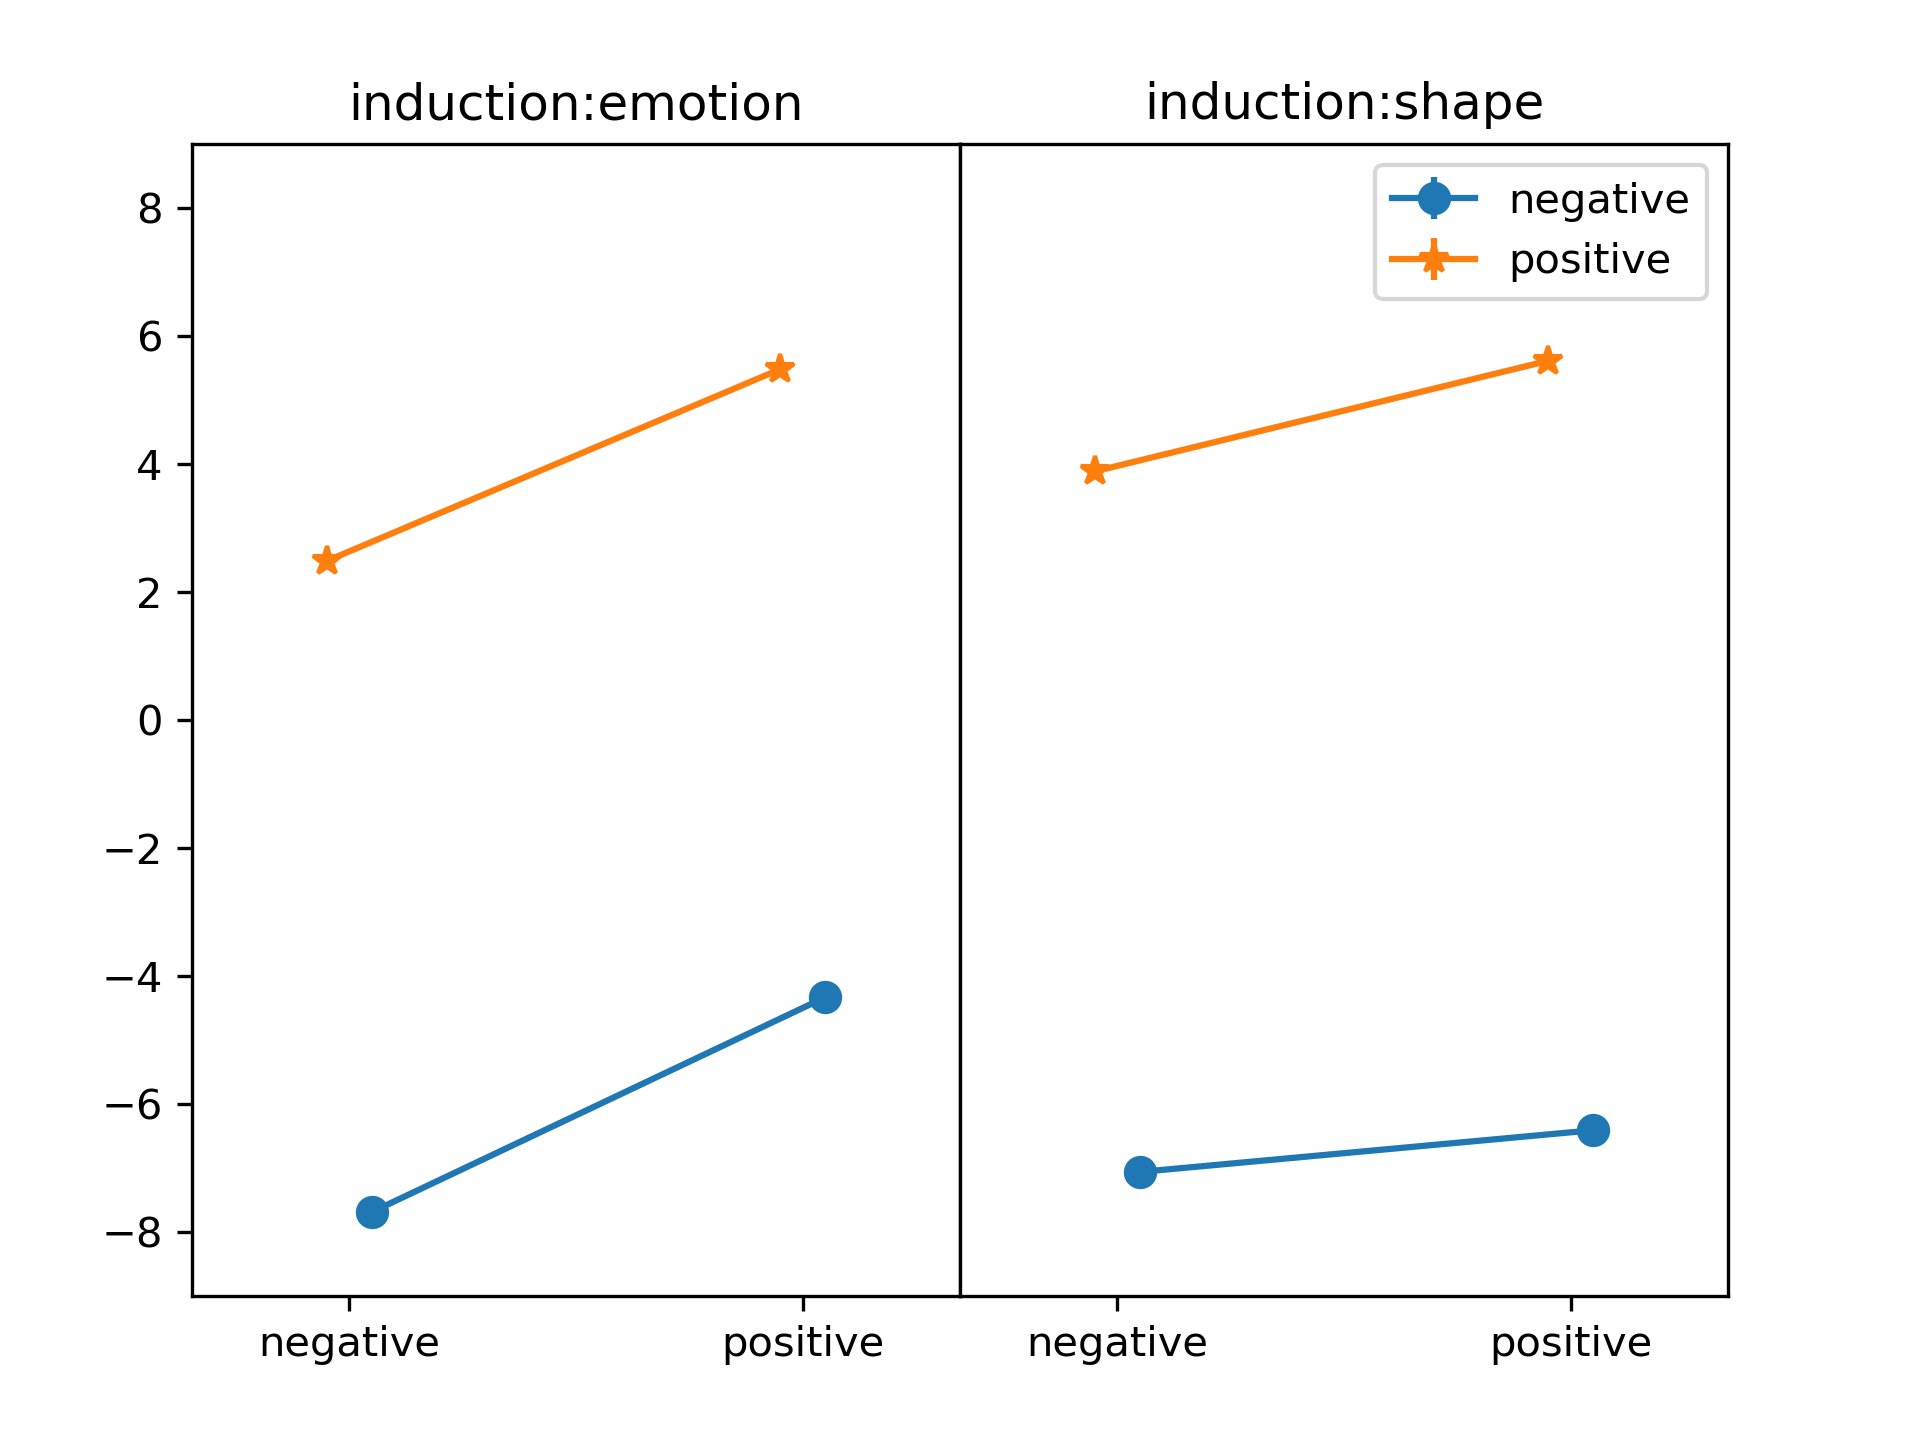 induction:emotion
induction:shape
negative
positive
8
6
4
2
0
−2
−4
−6
−8
negative positive negative positive